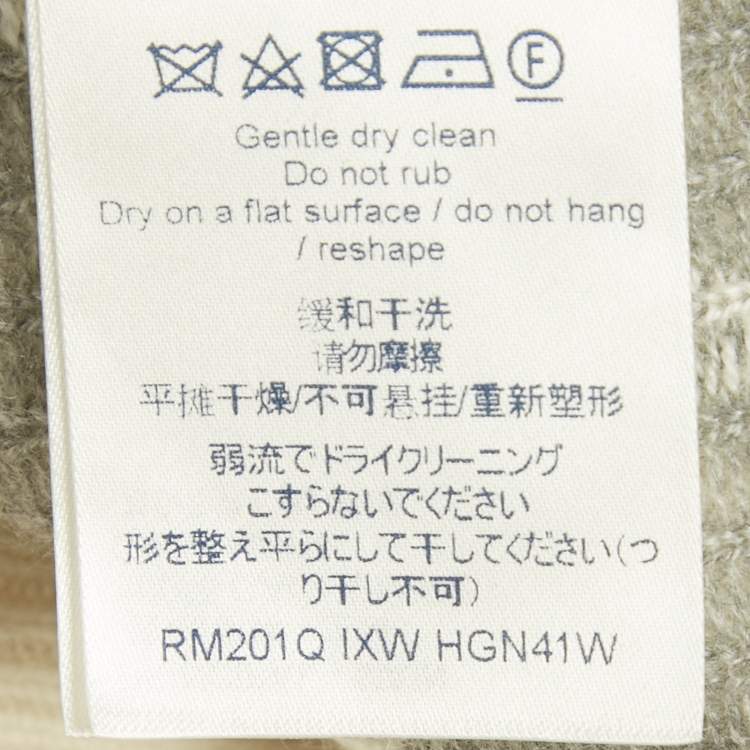 F
Gentle dry clean
Do not rub
Dry on a flat surface / do not hang
/ reshape
缓和干洗
请勿摩擦
平摊干燥/不可悬挂/重新塑形
弱流でドライクリーニング
こすらないでください
形を整え平らにして干してください(つ
り干し不可)
RM201Q IXW HGN41W